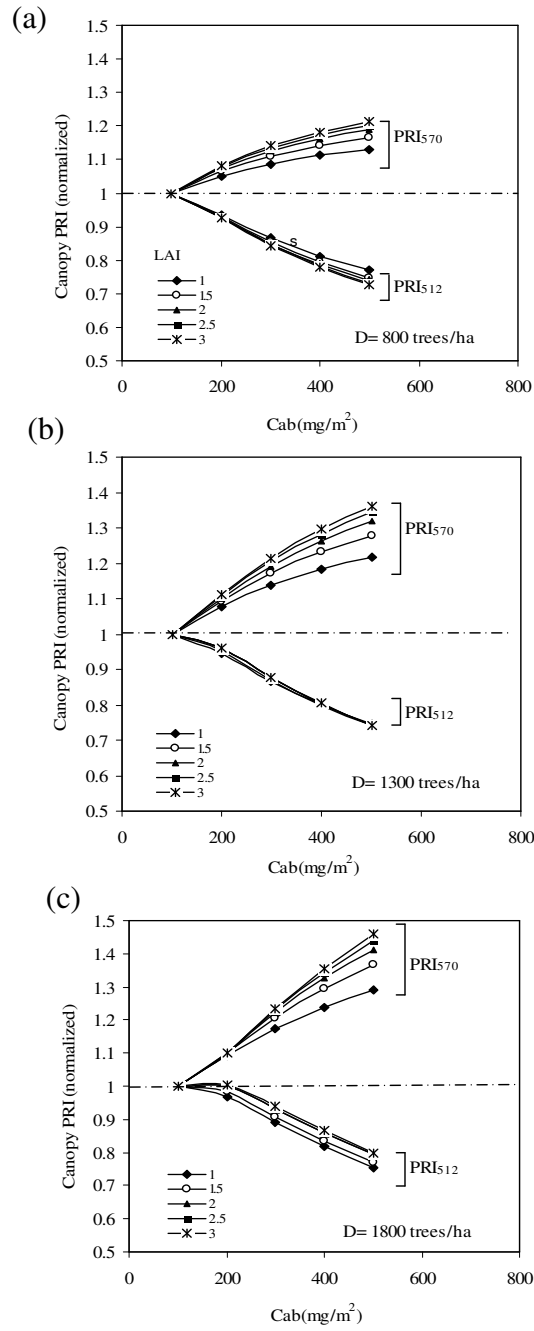 (a)
1.5
1.4
1.3
1.2
1.1
1
0.9
0.8
0.7
0.6
0.5
Canopy PRI (normalized)
PRI570
s
LAI
1
1.5
2
2.5
3
PRI512
D= 800 trees/ha
0 200 400 600 800
Cab(mg/m²)
(b)
1.5
1.4
1.3
1.2
1.1
1
0.9
0.8
0.7
0.6
0.5
Canopy PRI (normalized)
PRI570
PRI512
1
1.5
2
2.5
3
D= 1300 trees/ha
0 200 400 600 800
Cab(mg/m²)
(c)
1.5
1.4
1.3
1.2
1.1
1
0.9
0.8
0.7
0.6
0.5
Canopy PRI (normalized)
PRI570
PRI512
1
1.5
2
2.5
3
D= 1800 trees/ha
0 200 400 600 800
Cab(mg/m²)